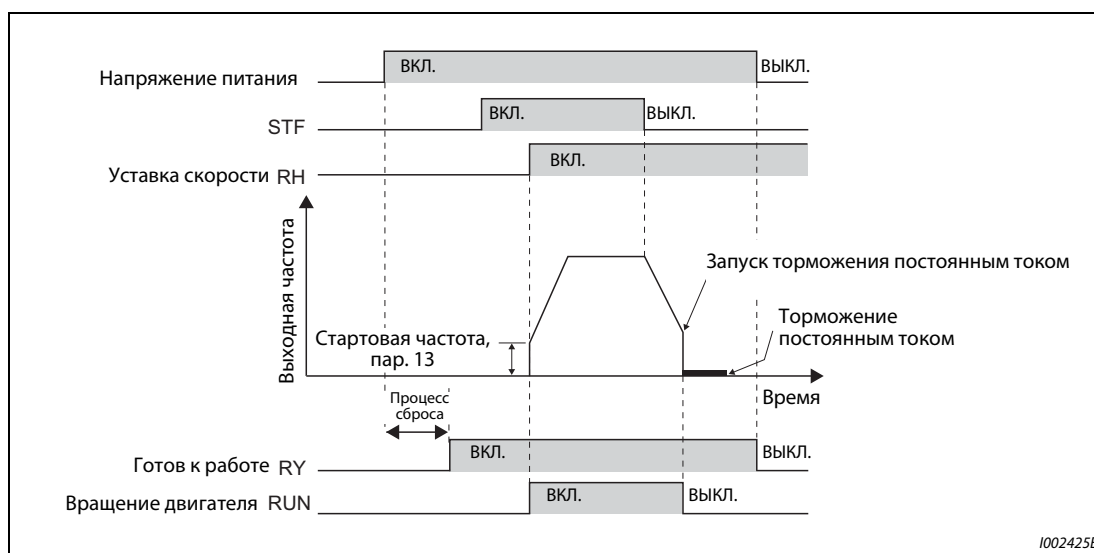 Напряжение питания
ВКЛ.
ВЫКЛ.
STF
ВКЛ.
ВЫКЛ.
Уставка скорости RH
ВКЛ.
Выходная частота
Запуск торможения постоянным током
Торможение
постоянным током
Стартовая частота,
пар. 13
Время
Процесс
сброса
Готов к работе RY
ВКЛ.
ВЫКЛ.
Вращение двигателя RUN
ВКЛ.
ВЫКЛ.
I002425E